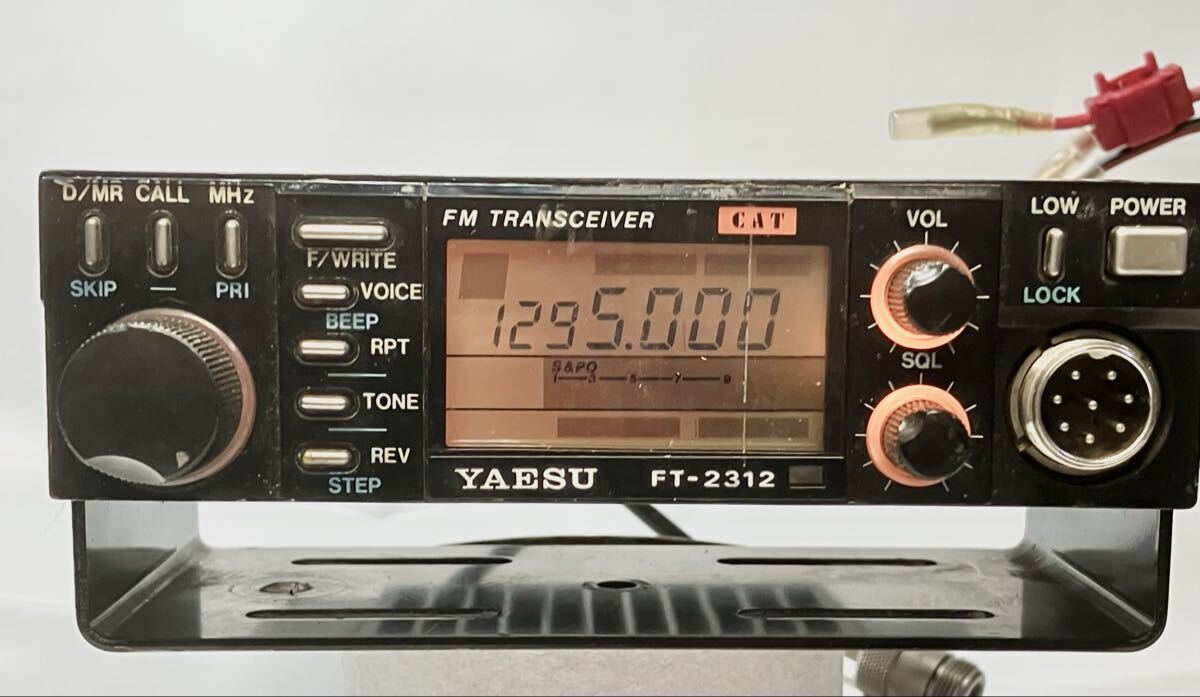 D/MR CALL MHz
SKIP — PRI
F/WRITE
VOICE
BEEP
RPT
TONE
REV
STEP
FM TRANSCEIVER CAT
1295.000
S&PO
1 3 5 7 9
YAESU FT-2312
VOL
SQL
LOW POWER
LOCK